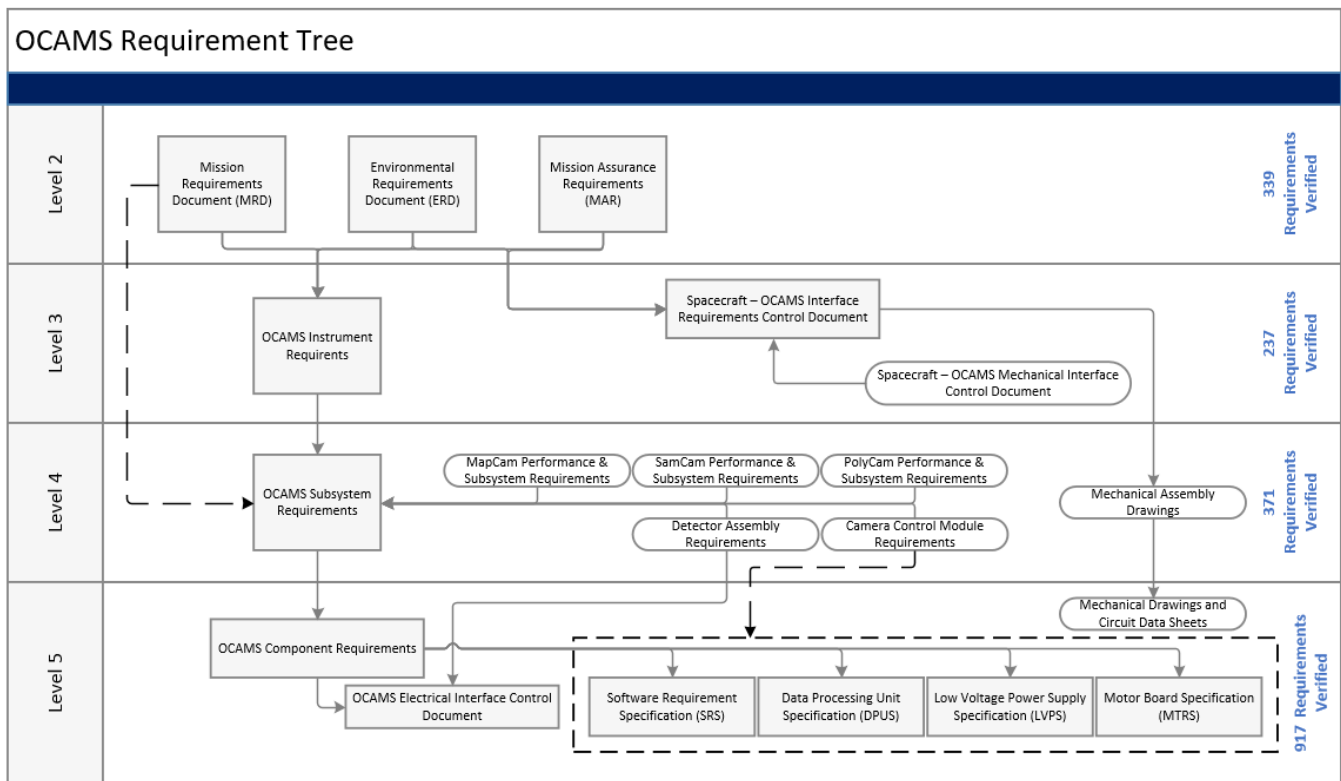 OCAMS Requirement Tree
Level 2
Mission
Requirements
Document (MRD)
Environmental
Requirements
Document (ERD)
Mission Assurance
Requirements
(MAR)
339
Requirements
Verified
Level 3
OCAMS Instrument
Requirents
Spacecraft – OCAMS Interface
Requirements Control Document
Spacecraft – OCAMS Mechanical Interface
Control Document
237
Requirements
Verified
Level 4
OCAMS Subsystem
Requirements
MapCam Performance &
Subsystem Requirements
SamCam Performance &
Subsystem Requirements
PolyCam Performance &
Subsystem Requirements
Detector Assembly
Requirements
Camera Control Module
Requirements
Mechanical Assembly
Drawings
371
Requirements
Verified
Level 5
OCAMS Component Requirements
OCAMS Electrical Interface Control
Document
Software Requirement
Specification (SRS)
Data Processing Unit
Specification (DPUS)
Low Voltage Power Supply
Specification (LVPS)
Motor Board Specification
(MTRS)
Mechanical Drawings and
Circuit Data Sheets
917 Requirements
Verified